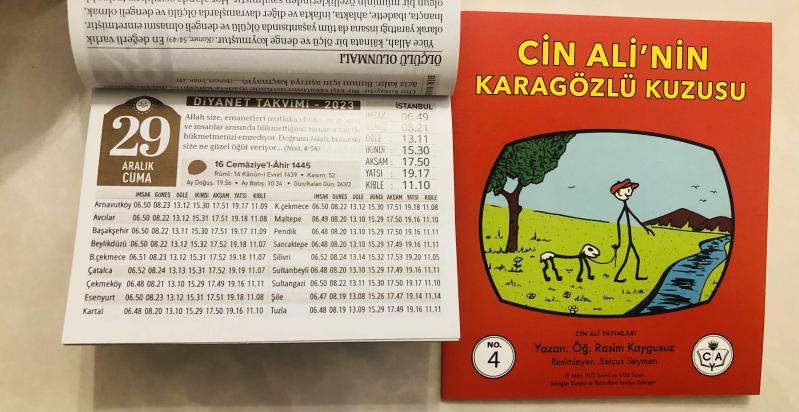 ÖLÇÜLÜ OLUNMALI
Yüce Allah, kâinata bir ölçü ve denge koymuştur. (Kamer, 54/49) En değerli varlık
olarak yarattığı insana da tüm yaşantısında ölçülü ve dengeli olmasını emretmiştir.
İnançta, ibadette, ahlakta, infakta ve diğer davranışlarda ölçülü ve dengeli olmak,
DİYANET TAKVİMİ - 2023
29
ARALIK
CUMA
Allah size, emanetleri mutlaka
ve insanlar arasında hükmettiğiniz zaman adaletle
hükmetmenizi emrediyor. Doğrusu Allah, bununla
size ne güzel öğüt veriyor... (Nisâ, 4/58)
16 Cemâziye'l-Âhir 1445
Rûmî: 16 Kânûn-i Evvel 1439 • Kasım: 52
Ay Doğuş: 19.56 • Ay Batış: 10.34 • Gün/Kalan Gün: 363/2
İSTANBUL
İMSAK : 06.49
08.21
ÖĞLE : 13.11
İKİNDİ : 15.30
AKŞAM : 17.50
YATSI : 19.17
KIBLE : 11.10
İMSAK GÜNEŞ ÖĞLE İKİNDİ AKŞAM YATSI KIBLE
Arnavutköy 06.50 08.23 13.12 15.30 17.51 19.17 11.09
Avcılar 06.50 08.22 13.12 15.31 17.51 19.18 11.08
Başakşehir 06.50 08.22 13.11 15.30 17.51 19.17 11.09
Beylikdüzü 06.50 08.22 13.12 15.32 17.52 19.18 11.08
B.çekmece 06.51 08.23 13.12 15.31 17.52 19.18 11.08
Çatalca 06.52 08.24 13.13 15.31 17.52 19.19 11.07
Çekmeköy 06.48 08.21 13.10 15.29 17.49 19.16 11.11
Esenyurt 06.50 08.23 13.12 15.31 17.51 19.18 11.08
Kartal 06.48 08.20 13.10 15.29 17.49 19.16 11.10
İMSAK GÜNEŞ ÖĞLE İKİNDİ AKŞAM YATSI KIBLE
K.çekmece 06.50 08.22 13.12 15.30 17.51 19.18 11.08
Maltepe 06.49 08.20 13.10 15.29 17.50 19.16 11.10
Pendik 06.48 08.20 13.10 15.29 17.50 19.16 11.10
Sancaktepe 06.48 08.20 13.10 15.29 17.49 19.16 11.11
Silivri 06.52 08.24 13.14 15.32 17.53 19.20 11.05
Sultanbeyli 06.48 08.20 13.10 15.29 17.49 19.16 11.11
Sultangazi 06.50 08.22 13.11 15.30 17.50 19.17 11.10
Şile 06.47 08.19 13.08 15.26 17.47 19.14 11.14
Tuzla 06.48 08.19 13.09 15.29 17.49 19.16 11.11
CİN ALİ'NİN
KARAGÖZLÜ KUZUSU
CİN ALİ YAYINLARI
NO.
4
Yazan: Öğ. Rasim Kaygusuz
Resimleyen: Selçuk Seymen
ÇAY